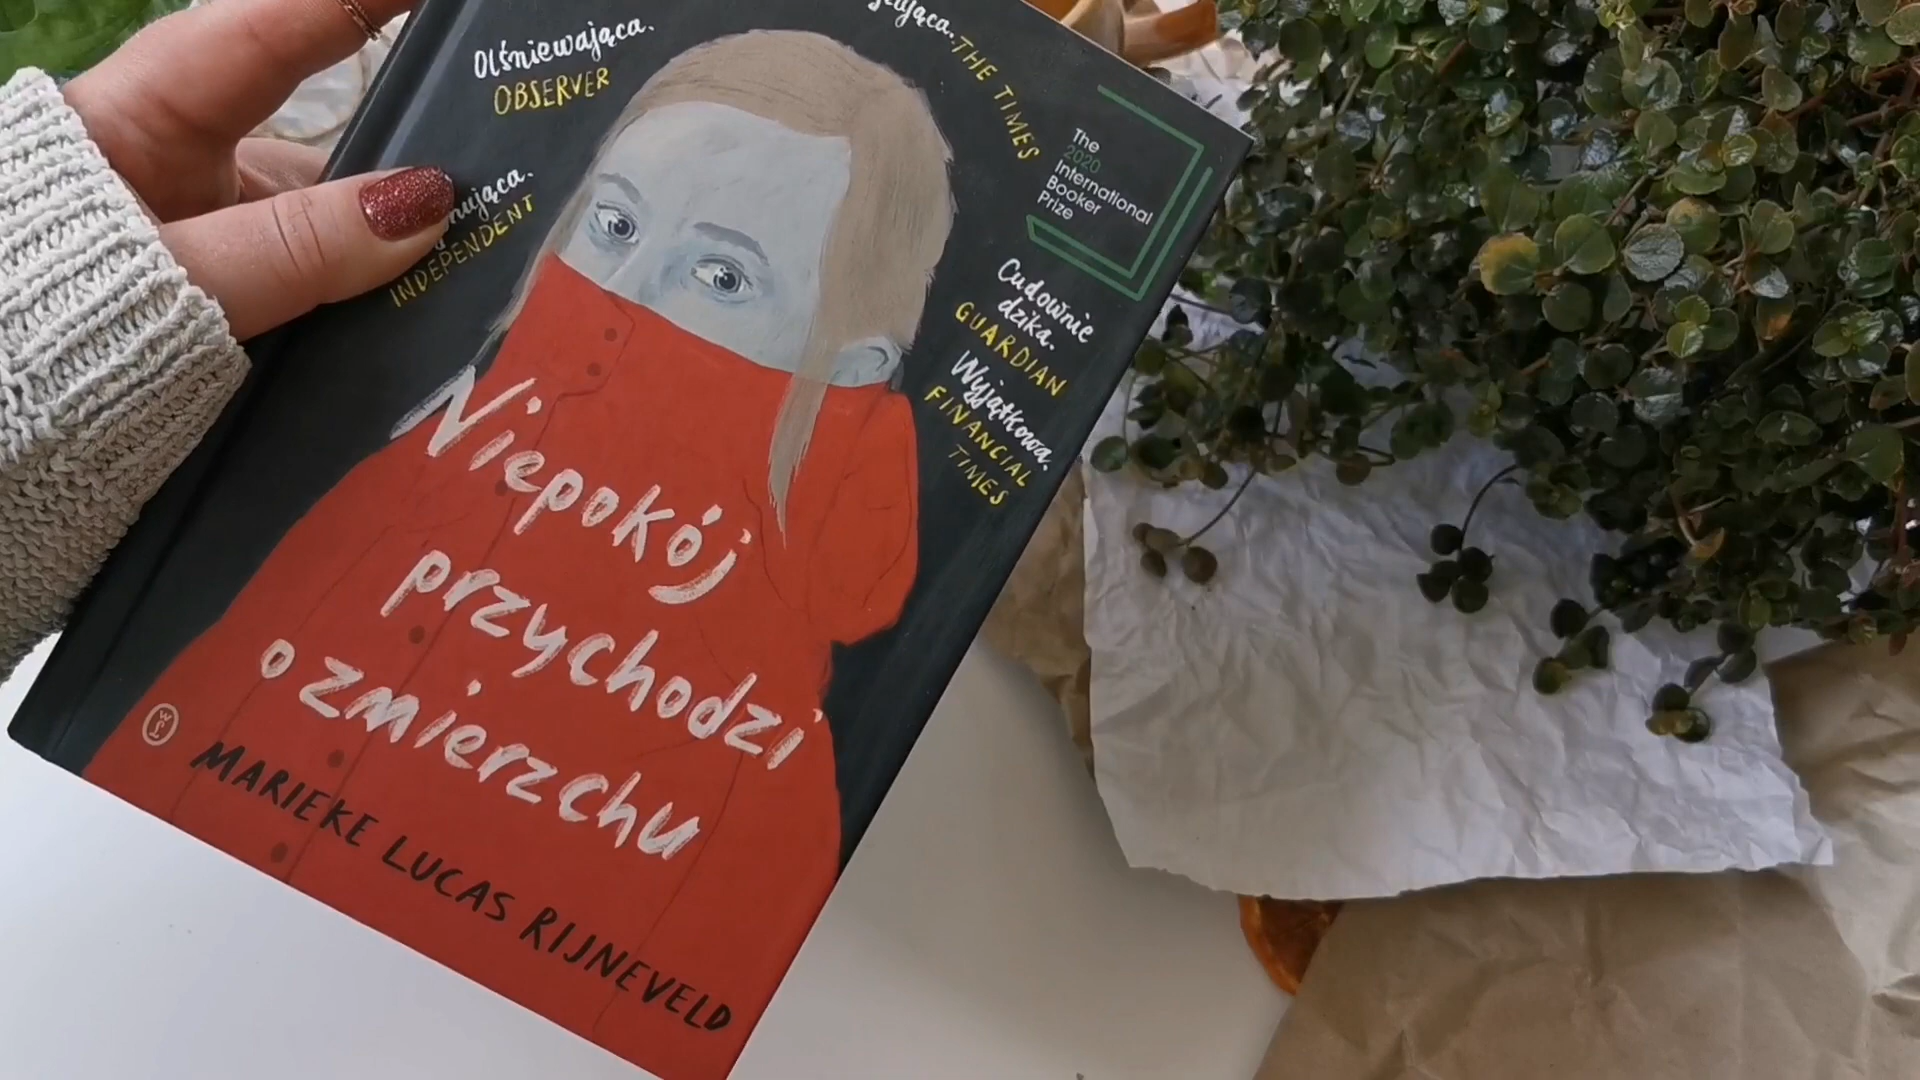 Olśniewająca.
OBSERVER
THE TIMES
The
2020
International
Booker
Prize
INDEPENDENT
Cudownie
dzika.
GUARDIAN
Wyjątkowa.
FINANCIAL
TIMES
Niepokój
przychodzi
o zmierzchu
MARIEKE LUCAS RIJNEVELD